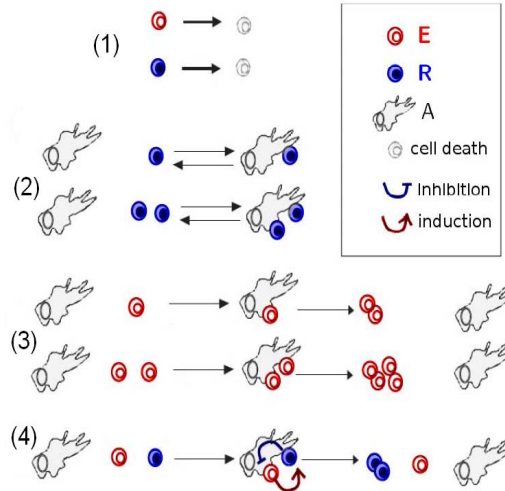 (1)
E
R
A
cell death
(2)
inhibition
induction
(3)
(4)